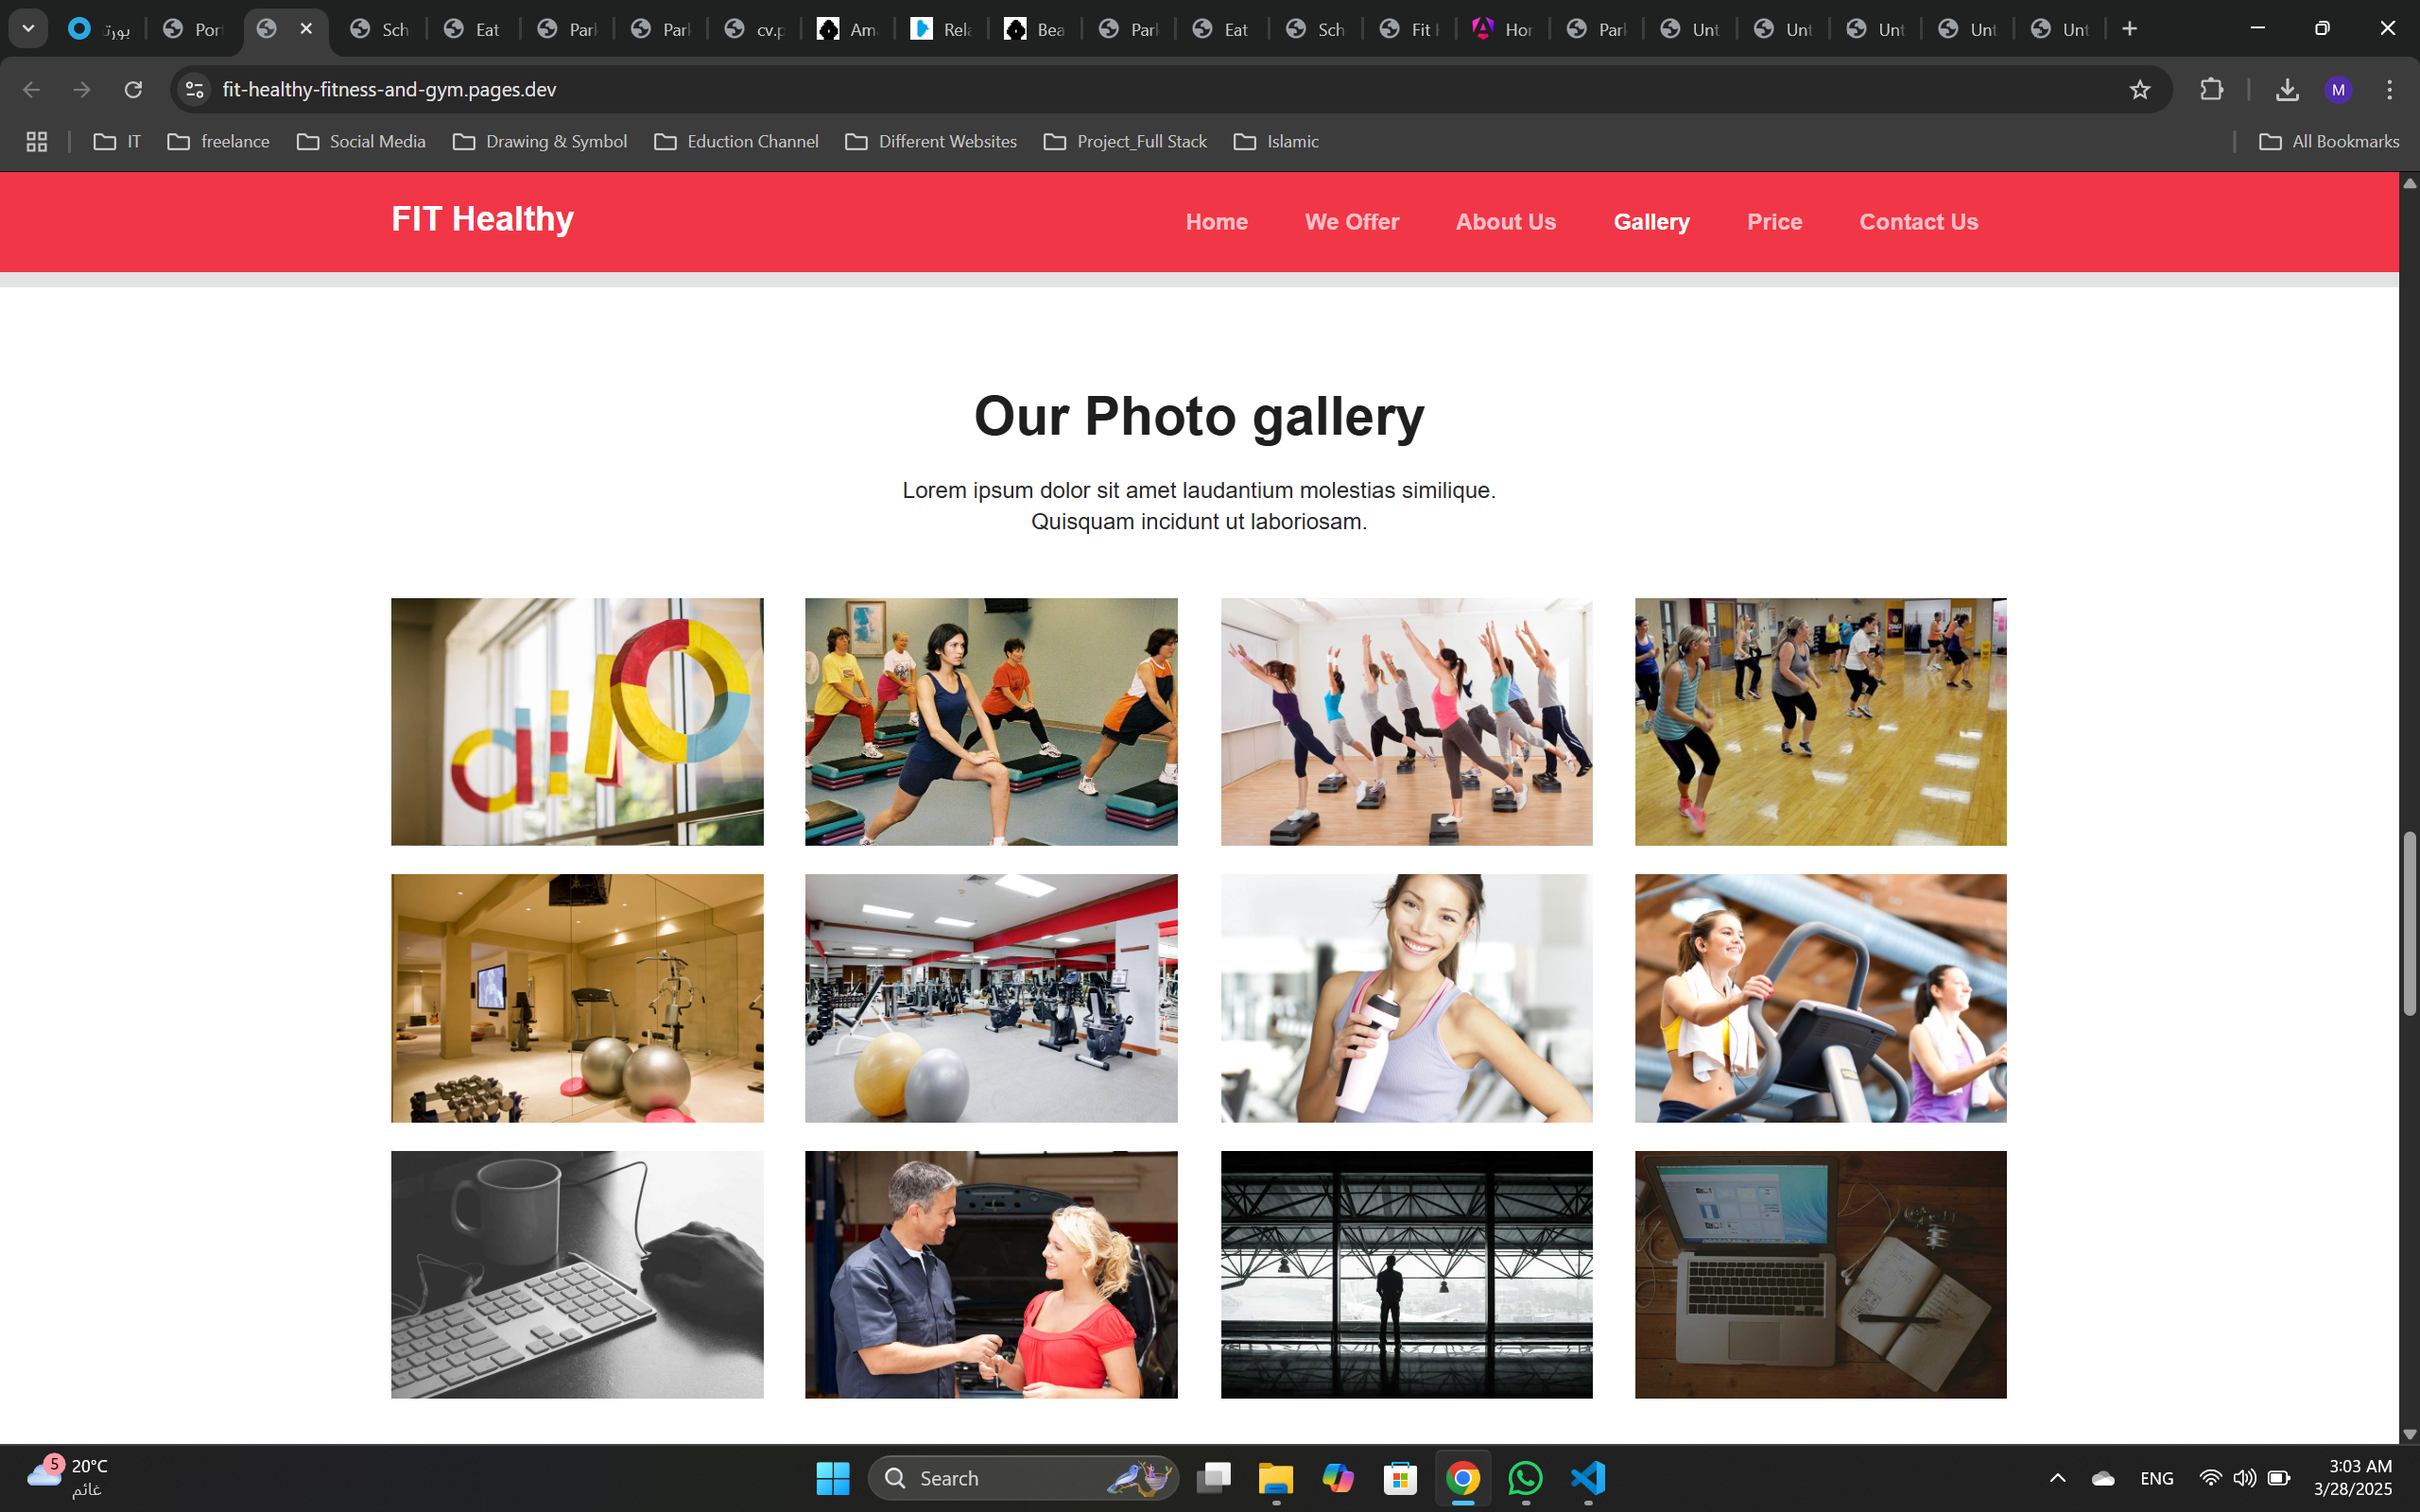 بورت
Por
Sch
Eat
Park
Park
cv.p
Am
Rela
Bea
Park
Eat
Sch
Fit H
Hor
Park
Unt
Unt
Unt
Unt
Unt
fit-healthy-fitness-and-gym.pages.dev
M
IT
freelance
Social Media
Drawing & Symbol
Eduction Channel
Different Websites
Project_Full Stack
Islamic
All Bookmarks
FIT Healthy
Home
We Offer
About Us
Gallery
Price
Contact Us
Our Photo gallery
Lorem ipsum dolor sit amet laudantium molestias similique.
Quisquam incidunt ut laboriosam.
5
20°C
غائم
Search
ENG
3:03 AM
3/28/2025